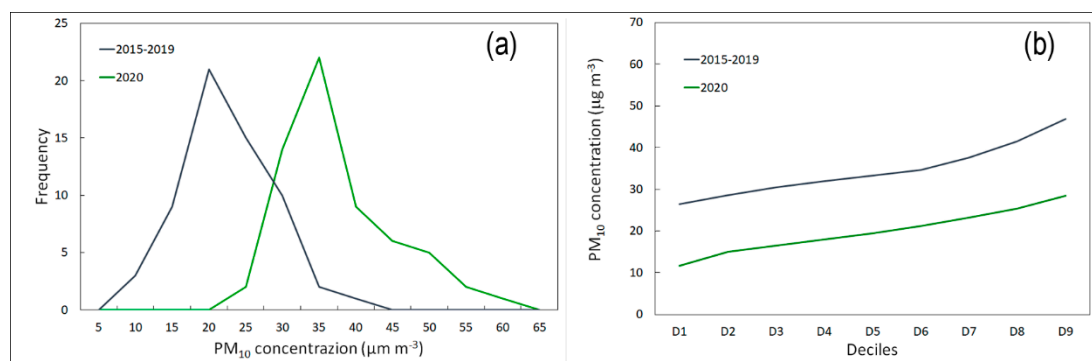 (a)
2015-2019
2020
Frequency
25
20
15
10
5
0
5 10 15 20 25 30 35 40 45 50 55 60 65
PM₁₀ concentrazion (µm m⁻³)
(b)
2015-2019
2020
PM₁₀ concentration (µg m⁻³)
70
60
50
40
30
20
10
0
D1 D2 D3 D4 D5 D6 D7 D8 D9
Deciles